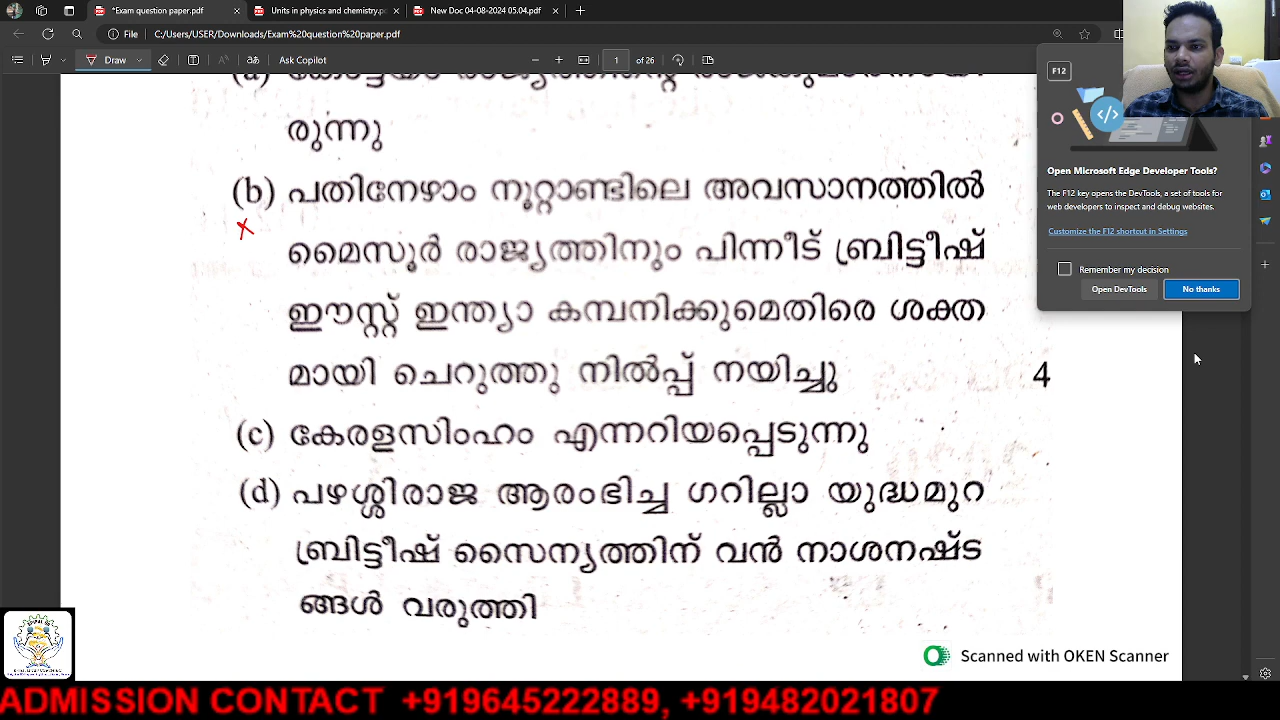 *Exam question paper.pdf
Units in physics and chemistry.pdf
New Doc 04-08-2024 05.04.pdf
File C:/Users/USER/Downloads/Exam%20question%20paper.pdf
Draw
Ask Copilot
1 of 26
(a) കോട്ടയം രാജ്യത്തിന്റെ രാജകുമാരനായി
രുന്നു
(b) പതിനേഴാം നൂറ്റാണ്ടിലെ അവസാനത്തിൽ
മൈസൂർ രാജ്യത്തിനും പിന്നീട് ബ്രിട്ടീഷ്
ഈസ്റ്റ് ഇന്ത്യാ കമ്പനിക്കുമെതിരെ ശക്ത
മായി ചെറുത്തു നിൽപ്പ് നയിച്ചു 4
(c) കേരളസിംഹം എന്നറിയപ്പെടുന്നു
(d) പഴശ്ശിരാജ ആരംഭിച്ച ഗറില്ലാ യുദ്ധമുറ
ബ്രിട്ടീഷ് സൈന്യത്തിന് വൻ നാശനഷ്ട
ങ്ങൾ വരുത്തി
Scanned with OKEN Scanner
F12
Open Microsoft Edge Developer Tools?
The F12 key opens the DevTools, a set of tools for
web developers to inspect and debug websites.
Customize the F12 shortcut in Settings
Remember my decision
Open DevTools
No thanks
ADMISSION CONTACT +919645222889, +919482021807